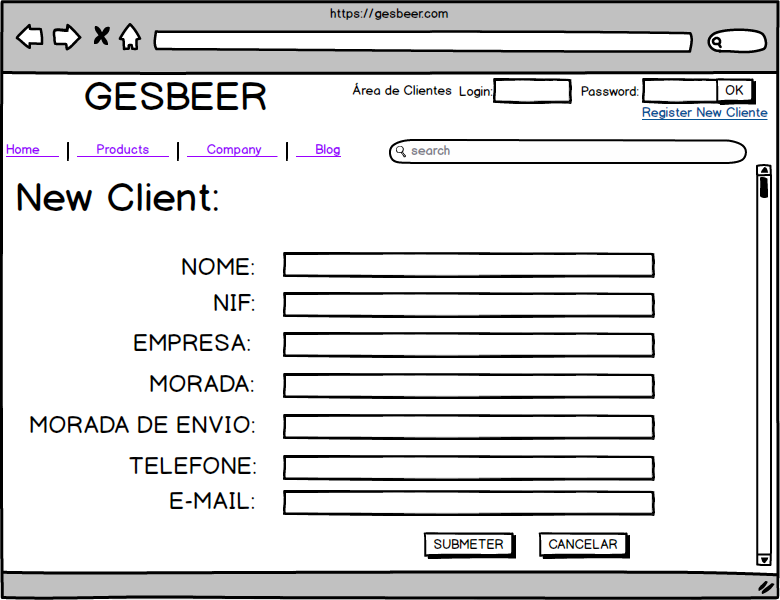 https://gesbeer.com
GESBEER
Área de Clientes Login: Password: OK
Register New Cliente
Home Products Company Blog
search
New Client:
NOME:
NIF:
EMPRESA:
MORADA:
MORADA DE ENVIO:
TELEFONE:
E-MAIL:
SUBMETER CANCELAR